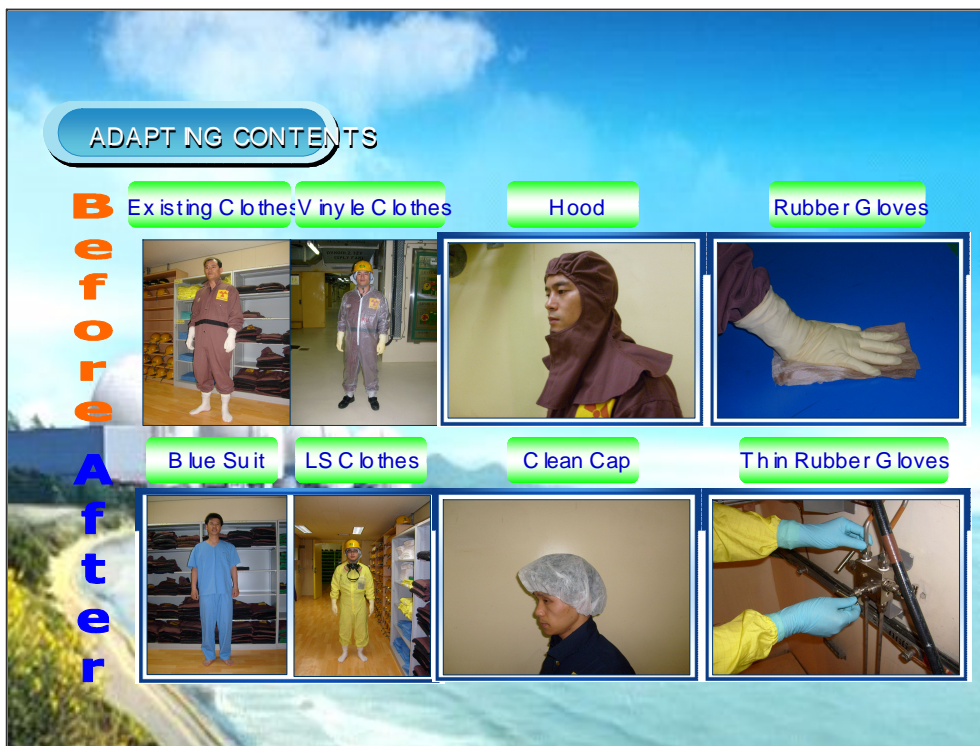 ADAPTING CONTENTS
Before
Existing Clothes
Vinyle Clothes
Hood
Rubber Gloves
After
Blue Suit
LS Clothes
Clean Cap
Thin Rubber Gloves